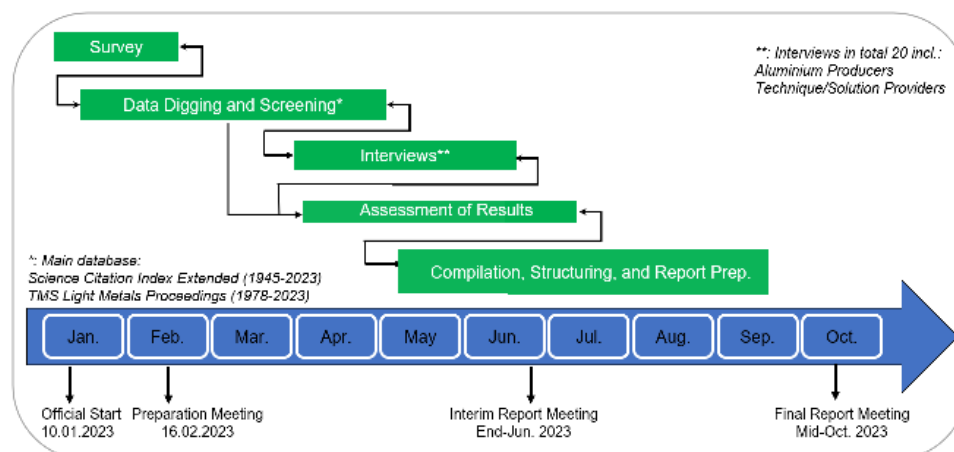 Survey
**: Interviews in total 20 incl.:
Aluminium Producers
Technique/Solution Providers
Data Digging and Screening*
Interviews**
Assessment of Results
*: Main database:
Science Citation Index Extended (1945-2023)
TMS Light Metals Proceedings (1978-2023)
Compilation, Structuring, and Report Prep.
Jan. Feb. Mar. Apr. May Jun. Jul. Aug. Sep. Oct.
Official Start
10.01.2023
Preparation Meeting
16.02.2023
Interim Report Meeting
End-Jun. 2023
Final Report Meeting
Mid-Oct. 2023